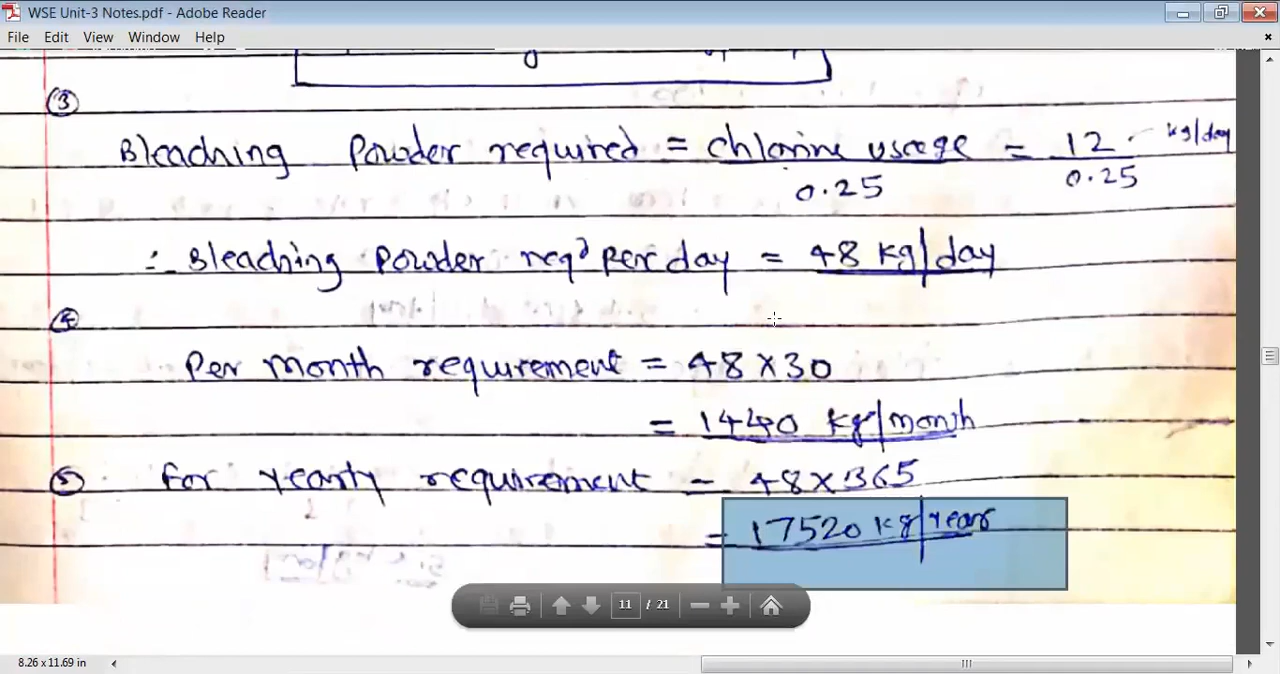 WSE Unit-3 Notes.pdf - Adobe Reader
File Edit View Window Help
③
Bleaching Powder required = chlorine usage / 0.25 = 12 kg/day / 0.25
∴ Bleaching Powder reqd per day = 48 kg/day
④
Per month requirement = 48 × 30
= 1440 kg/month
⑤ For yearly requirement = 48 × 365
= 17520 kg/year
11 / 21
8.26 x 11.69 in